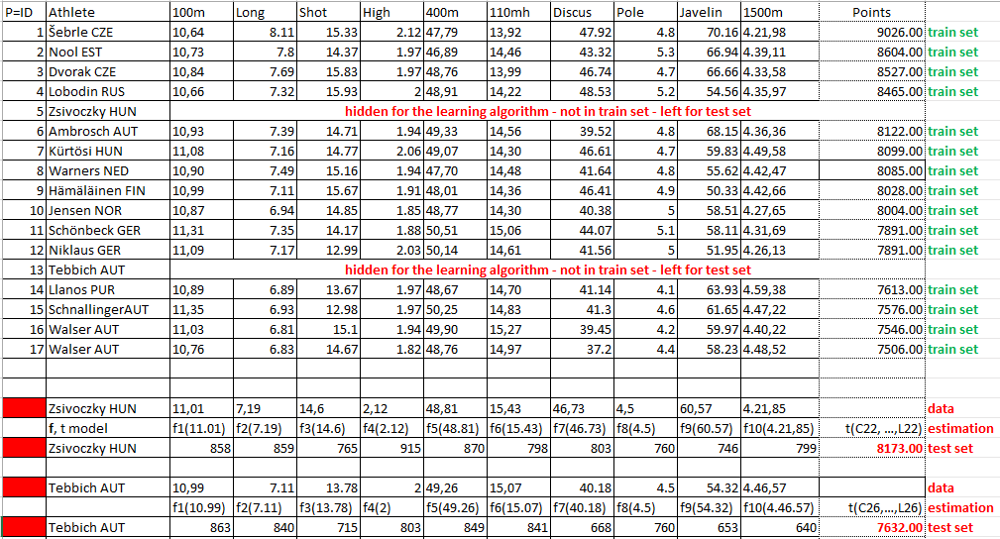 P=ID Athlete 100m Long Shot High 400m 110mh Discus Pole Javelin 1500m Points
1 Šebrle CZE 10,64 8.11 15.33 2.12 47,79 13,92 47.92 4.8 70.16 4.21,98 9026.00 train set
2 Nool EST 10,73 7.8 14.37 1.97 46,89 14,46 43.32 5.3 66.94 4.39,11 8604.00 train set
3 Dvorak CZE 10,84 7.69 15.83 1.97 48,76 13,99 46.74 4.7 66.66 4.33,58 8527.00 train set
4 Lobodin RUS 10,66 7.32 15.93 2 48,91 14,22 48.53 5.2 54.56 4.35,97 8465.00 train set
5 Zsivoczky HUN hidden for the learning algorithm - not in train set - left for test set
6 Ambrosch AUT 10,93 7.39 14.71 1.94 49,33 14,56 39.52 4.8 68.15 4.36,36 8122.00 train set
7 Kürtösi HUN 11,08 7.16 14.77 2.06 49,07 14,30 46.61 4.7 59.83 4.49,58 8099.00 train set
8 Warners NED 10,90 7.49 15.16 1.94 47,70 14,48 41.64 4.8 55.62 4.42,47 8085.00 train set
9 Hämäläinen FIN 10,99 7.11 15.67 1.91 48,01 14,36 46.41 4.9 50.33 4.42,66 8028.00 train set
10 Jensen NOR 10,87 6.94 14.85 1.85 48,77 14,30 40.38 5 58.51 4.27,65 8004.00 train set
11 Schönbeck GER 11,31 7.35 14.17 1.88 50,51 15,06 44.07 5.1 58.11 4.31,69 7891.00 train set
12 Niklaus GER 11,09 7.17 12.99 2.03 50,14 14,61 41.56 5 51.95 4.26,13 7891.00 train set
13 Tebbich AUT hidden for the learning algorithm - not in train set - left for test set
14 Llanos PUR 10,89 6.89 13.67 1.97 48,67 14,70 41.14 4.1 63.93 4.59,38 7613.00 train set
15 SchnallingerAUT 11,35 6.93 12.98 1.97 50,25 14,83 41.3 4.6 61.65 4.47,22 7576.00 train set
16 Walser AUT 11,03 6.81 15.1 1.94 49,90 15,27 39.45 4.2 59.97 4.40,22 7546.00 train set
17 Walser AUT 10,76 6.83 14.67 1.82 48,76 14,97 37.2 4.4 58.23 4.48,52 7506.00 train set
Zsivoczky HUN 11,01 7,19 14,6 2,12 48,81 15,43 46,73 4,5 60,57 4.21,85 data
f, t model f1(11.01) f2(7.19) f3(14.6) f4(2.12) f5(48.81) f6(15.43) f7(46.73) f8(4.5) f9(60.57) f10(4.21,85) t(C22, ...,L22) estimation
Zsivoczky HUN 858 859 765 915 870 798 803 760 746 799 8173.00 test set
Tebbich AUT 10,99 7.11 13.78 2 49,26 15,07 40.18 4.5 54.32 4.46,57 data
f1(10.99) f2(7.11) f3(13.78) f4(2) f5(49.26) f6(15.07) f7(40.18) f8(4.5) f9(54.32) f10(4.46.57) t(C26,...,L26) estimation
Tebbich AUT 863 840 715 803 849 841 668 760 653 640 7632.00 test set